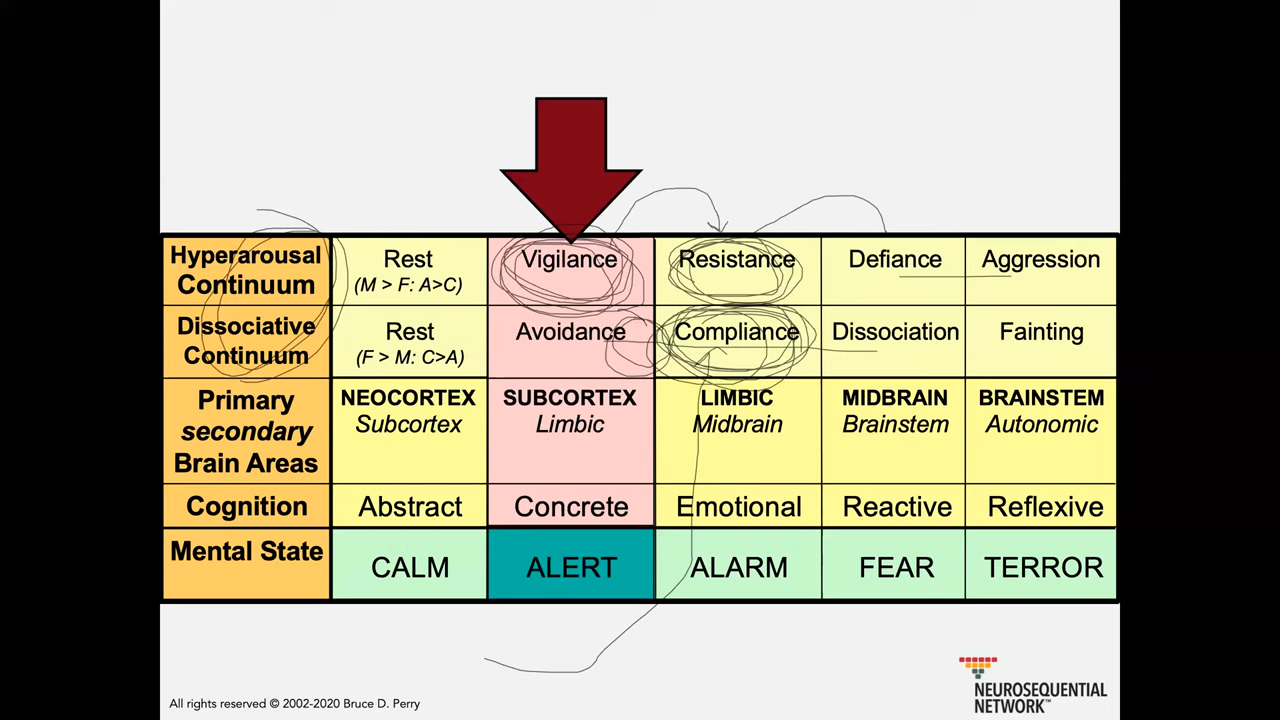 Hyperarousal
Continuum
Rest
(M > F: A>C)
Vigilance
Resistance
Defiance
Aggression
Dissociative
Continuum
Rest
(F > M: C>A)
Avoidance
Compliance
Dissociation
Fainting
Primary
secondary
Brain Areas
NEOCORTEX
Subcortex
SUBCORTEX
Limbic
LIMBIC
Midbrain
MIDBRAIN
Brainstem
BRAINSTEM
Autonomic
Cognition
Abstract
Concrete
Emotional
Reactive
Reflexive
Mental State
CALM
ALERT
ALARM
FEAR
TERROR
All rights reserved © 2002-2020 Bruce D. Perry
NEUROSEQUENTIAL
NETWORK™